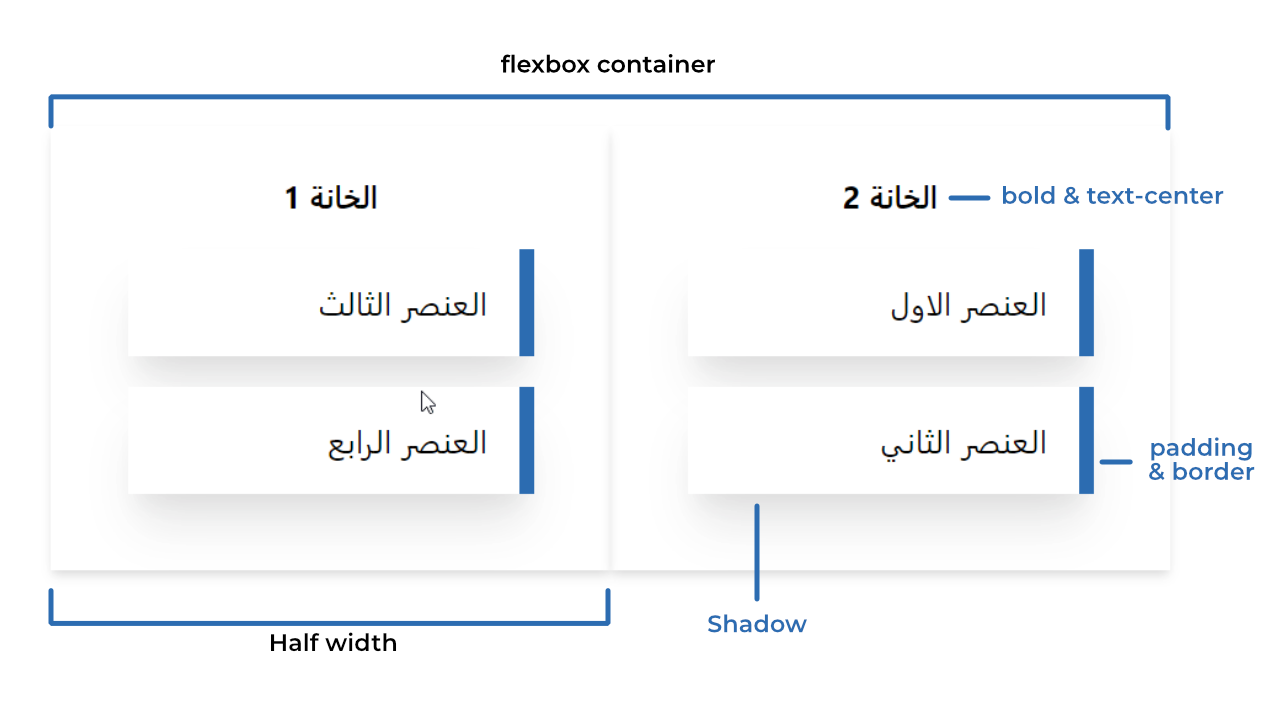 flexbox container
الخانة 2
bold & text-center
العنصر الاول
العنصر الثاني
padding
& border
الخانة 1
العنصر الثالث
العنصر الرابع
Shadow
Half width